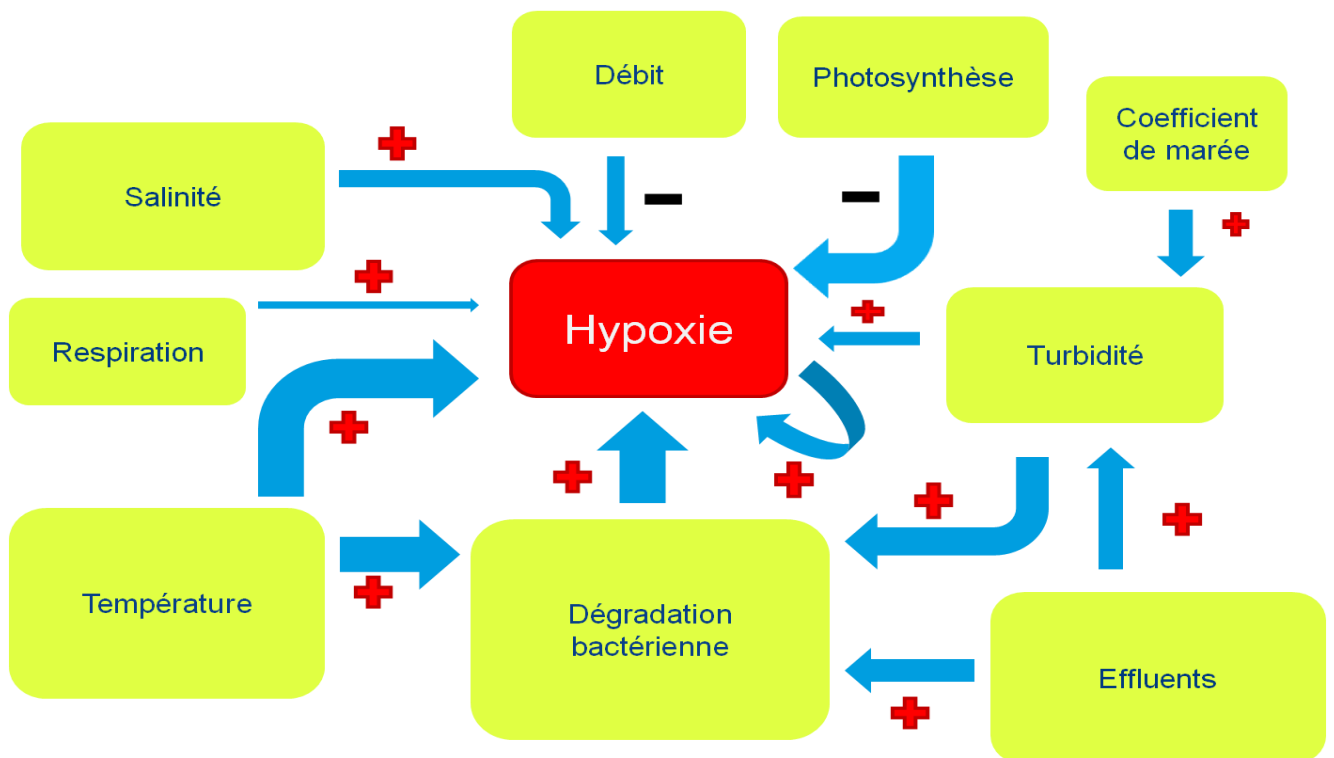 Débit
Photosynthèse
Coefficient
de marée
Salinité
Hypoxie
Respiration
Turbidité
Température
Dégradation
bactérienne
Effluents